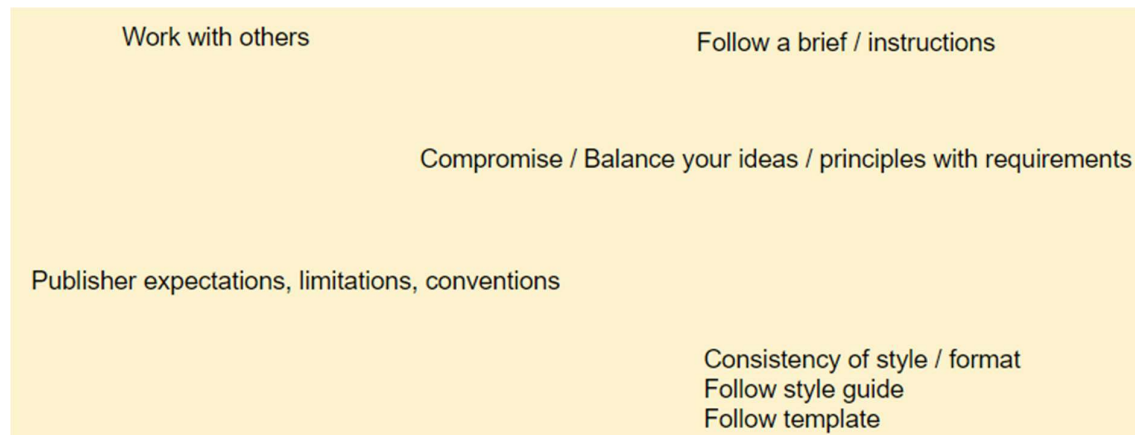 Work with others
Follow a brief / instructions
Compromise / Balance your ideas / principles with requirements
Publisher expectations, limitations, conventions
Consistency of style / format
Follow style guide
Follow template